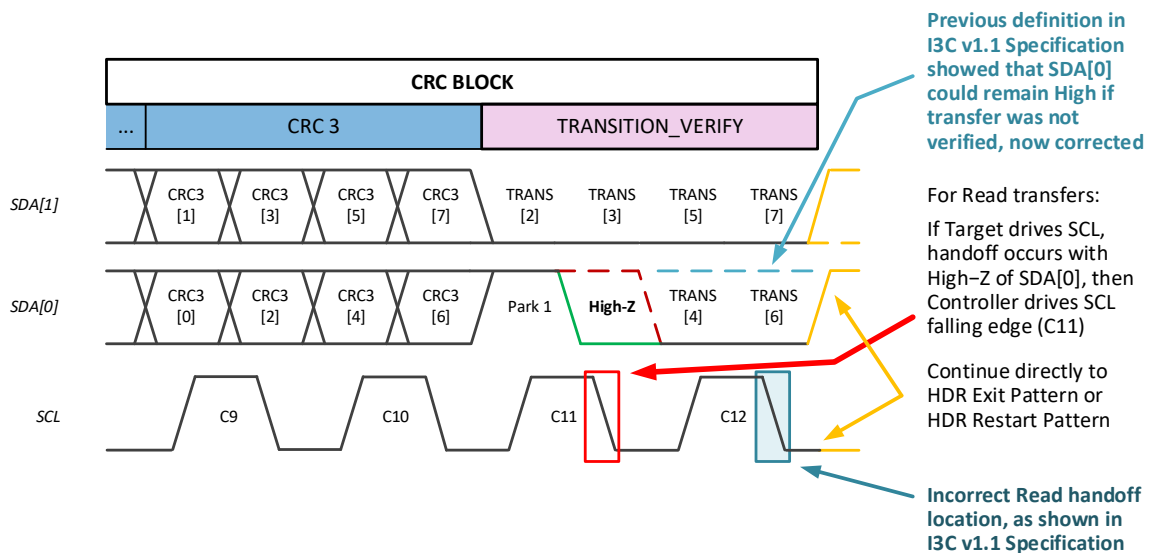 Previous definition in
I3C v1.1 Specification
showed that SDA[0]
could remain High if
transfer was not
verified, now corrected
CRC BLOCK
... CRC 3 TRANSITION_VERIFY
SDA[1]
CRC3 CRC3 CRC3 CRC3 TRANS TRANS TRANS TRANS
[1] [3] [5] [7] [2] [3] [5] [7]
For Read transfers:
If Target drives SCL,
handoff occurs with
High–Z of SDA[0], then
Controller drives SCL
falling edge (C11)
SDA[0]
CRC3 CRC3 CRC3 CRC3 Park 1 High-Z TRANS TRANS
[0] [2] [4] [6] [4] [6]
Continue directly to
HDR Exit Pattern or
HDR Restart Pattern
SCL C9 C10 C11 C12
Incorrect Read handoff
location, as shown in
I3C v1.1 Specification